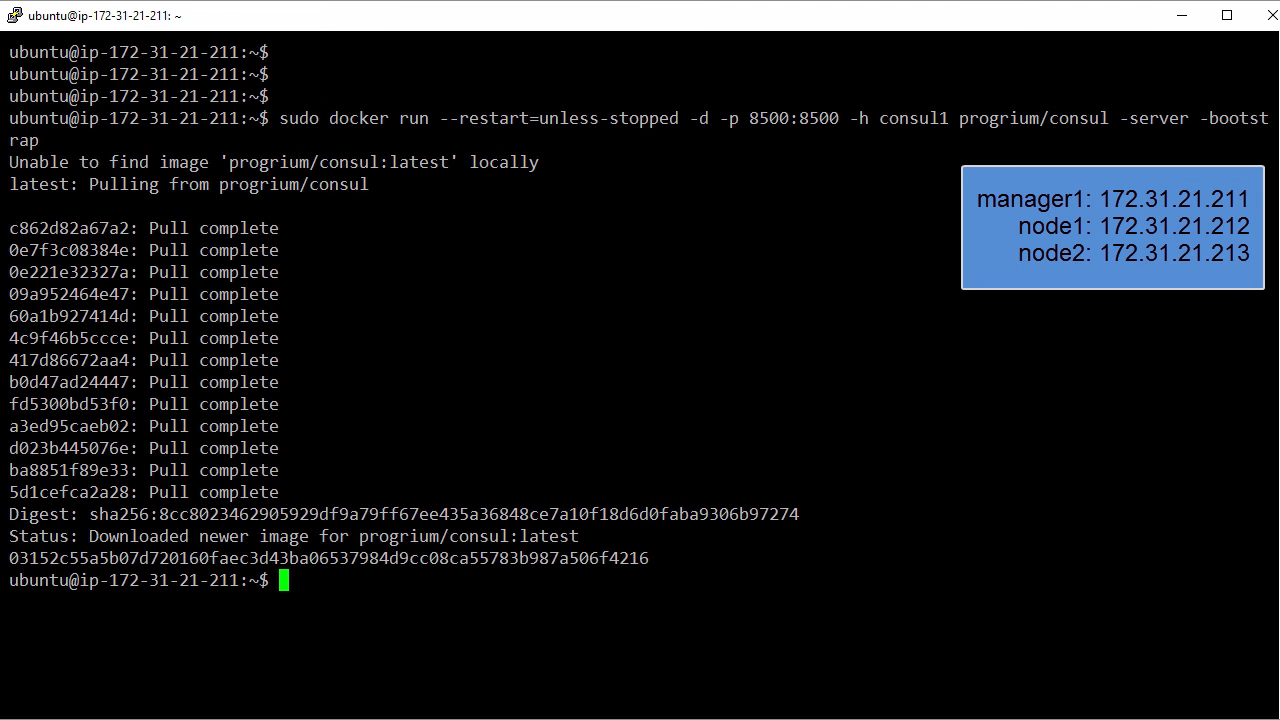 ubuntu@ip-172-31-21-211: ~
ubuntu@ip-172-31-21-211:~$
ubuntu@ip-172-31-21-211:~$
ubuntu@ip-172-31-21-211:~$
ubuntu@ip-172-31-21-211:~$ sudo docker run --restart=unless-stopped -d -p 8500:8500 -h consul1 progrium/consul -server -bootst
rap
Unable to find image 'progrium/consul:latest' locally
latest: Pulling from progrium/consul
c862d82a67a2: Pull complete
0e7f3c08384e: Pull complete
0e221e32327a: Pull complete
09a952464e47: Pull complete
60a1b927414d: Pull complete
4c9f46b5ccce: Pull complete
417d86672aa4: Pull complete
b0d47ad24447: Pull complete
fd5300bd53f0: Pull complete
a3ed95caeb02: Pull complete
d023b445076e: Pull complete
ba8851f89e33: Pull complete
5d1cefca2a28: Pull complete
Digest: sha256:8cc8023462905929df9a79ff67ee435a36848ce7a10f18d6d0faba9306b97274
Status: Downloaded newer image for progrium/consul:latest
03152c55a5b07d720160faec3d43ba06537984d9cc08ca55783b987a506f4216
ubuntu@ip-172-31-21-211:~$
manager1: 172.31.21.211
node1: 172.31.21.212
node2: 172.31.21.213